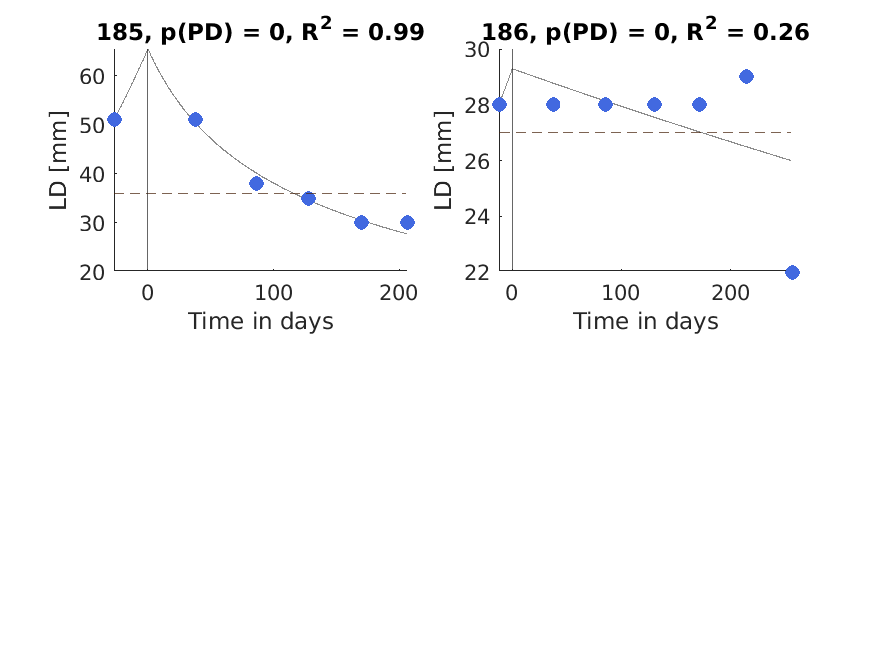 185, p(PD) = 0, R² = 0.99
LD [mm]
60
50
40
30
20
0 100 200
Time in days
186, p(PD) = 0, R² = 0.26
LD [mm]
30
28
26
24
22
0 100 200
Time in days